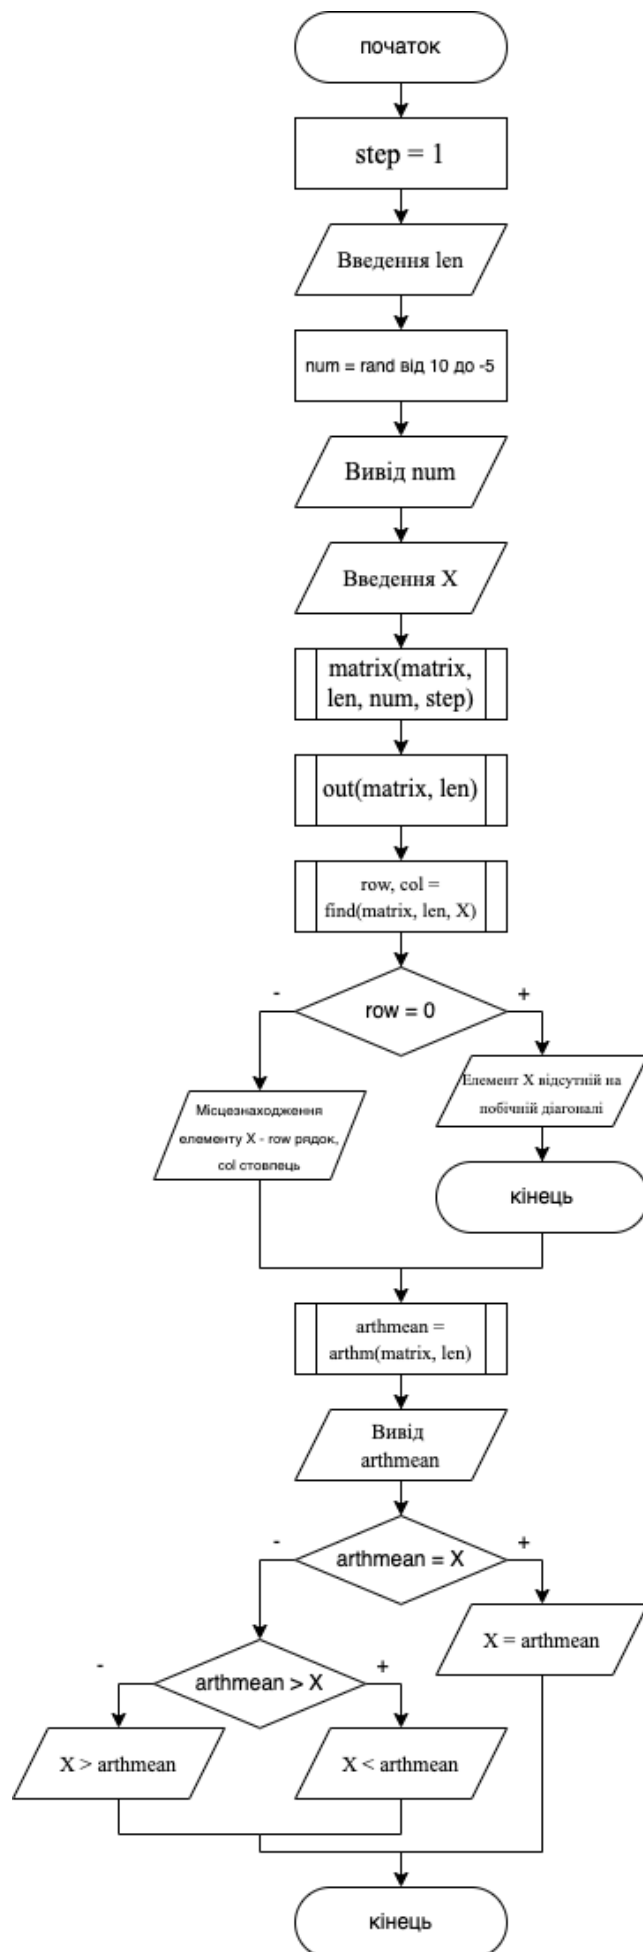 початок
step = 1
Введення len
num = rand від 10 до -5
Вивід num
Введення X
matrix(matrix,
len, num, step)
out(matrix, len)
row, col =
find(matrix, len, X)
-
+
row = 0
Елемент X відсутній на
побічній діагоналі
Місцезнаходження
елементу X - row рядок,
col стовпець
кінець
arthmean =
arthm(matrix, len)
Вивід
arthmean
-
+
arthmean = X
X = arthmean
-
+
arthmean > X
X > arthmean
X < arthmean
кінець